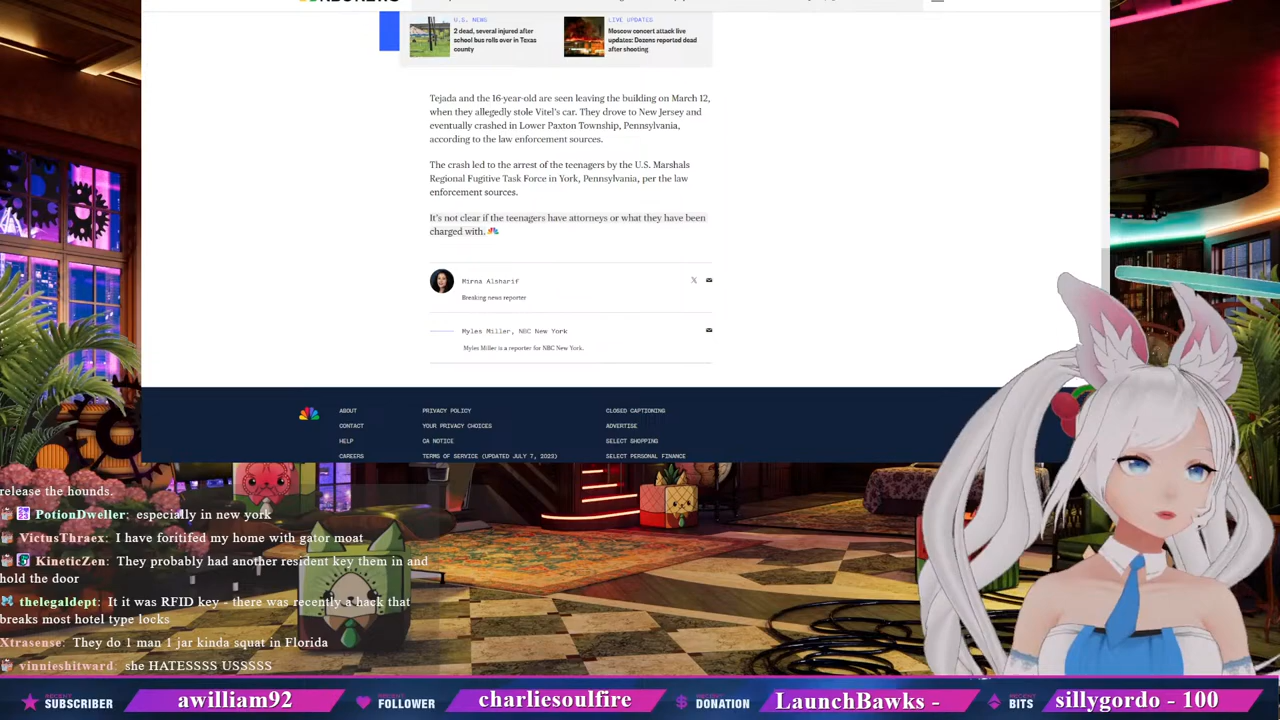 U.S. NEWS
2 dead, several injured after
school bus rolls over in Texas
county
LIVE UPDATES
Moscow concert attack live
updates: Dozens reported dead
after shooting
Tejada and the 16-year-old are seen leaving the building on March 12,
when they allegedly stole Vitel's car. They drove to New Jersey and
eventually crashed in Lower Paxton Township, Pennsylvania,
according to the law enforcement sources.
The crash led to the arrest of the teenagers by the U.S. Marshals
Regional Fugitive Task Force in York, Pennsylvania, per the law
enforcement sources.
It's not clear if the teenagers have attorneys or what they have been
charged with.
Mirna Alsharif
Breaking news reporter
Myles Miller, NBC New York
Myles Miller is a reporter for NBC New York.
ABOUT
CONTACT
HELP
CAREERS
PRIVACY POLICY
YOUR PRIVACY CHOICES
CA NOTICE
TERMS OF SERVICE (UPDATED JULY 7, 2023)
CLOSED CAPTIONING
ADVERTISE
SELECT SHOPPING
SELECT PERSONAL FINANCE
release the hounds.
PotionDweller: especially in new york
VictusThraex: I have foritifed my home with gator moat
KineticZen: They probably had another resident key them in and
hold the door
thelegaldept: It it was RFID key - there was recently a hack that
breaks most hotel type locks
Xtrasense: They do 1 man 1 jar kinda squat in Florida
vinnieshitward: she HATESSSS USSSSS
RECENT
SUBSCRIBER
awilliam92
RECENT
FOLLOWER
charliesoulfire
RECENT
DONATION
LaunchBawks -
RECENT
BITS
sillygordo - 100